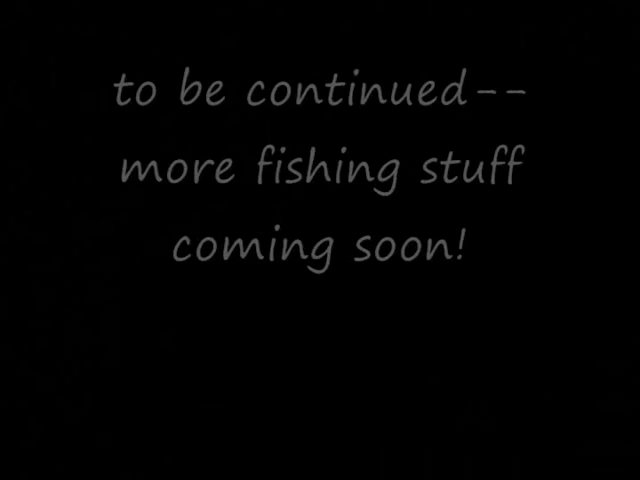 to be continued--
more fishing stuff
coming soon!